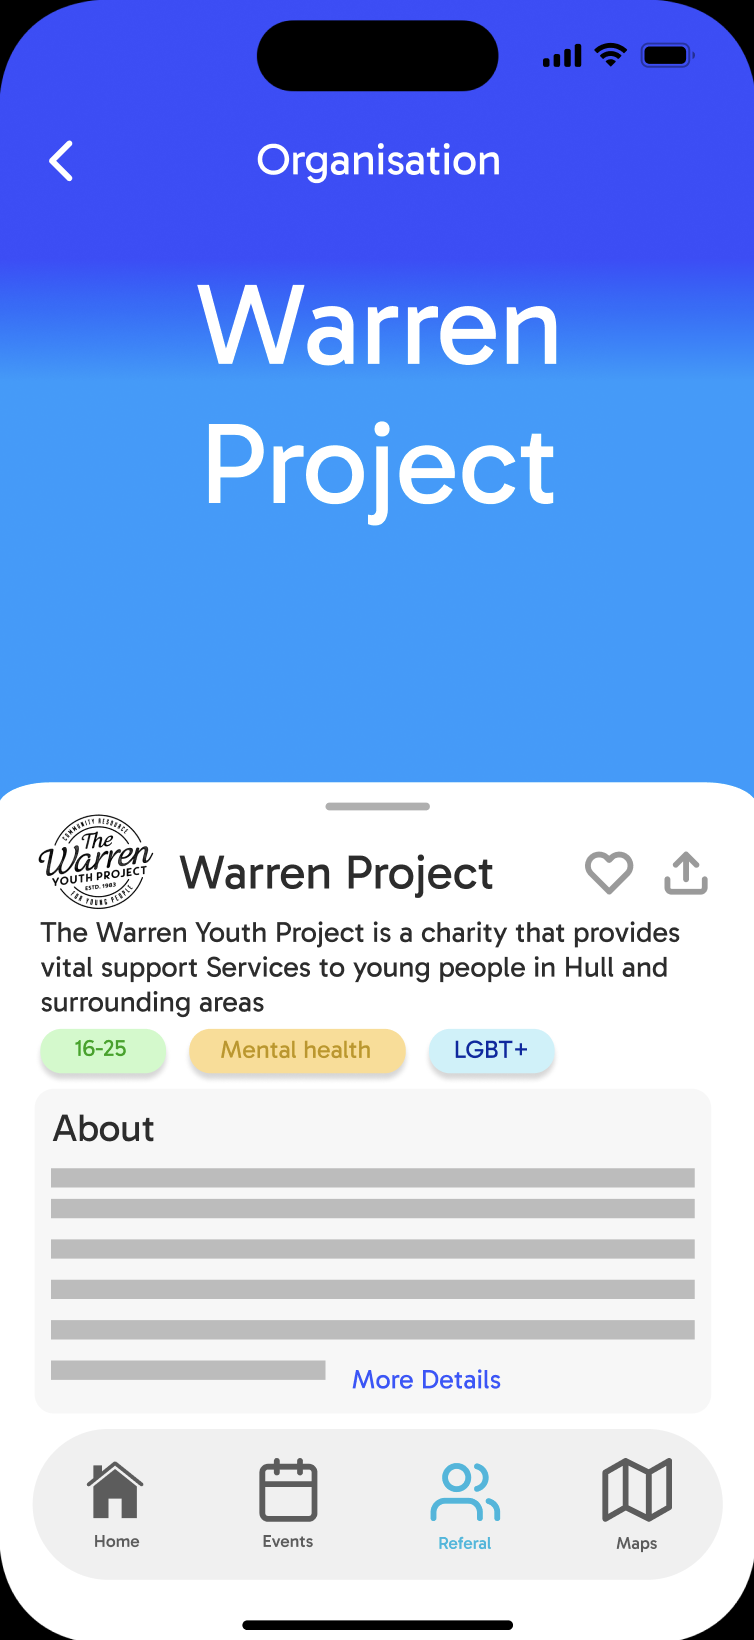 Organisation
Warren
Project
COMMUNITY RESOURCE
The
Warren
YOUTH PROJECT
ESTD. 1983
FOR YOUNG PEOPLE
Warren Project
The Warren Youth Project is a charity that provides
vital support Services to young people in Hull and
surrounding areas
16-25
Mental health
LGBT+
About
More Details
Home
Events
Referal
Maps